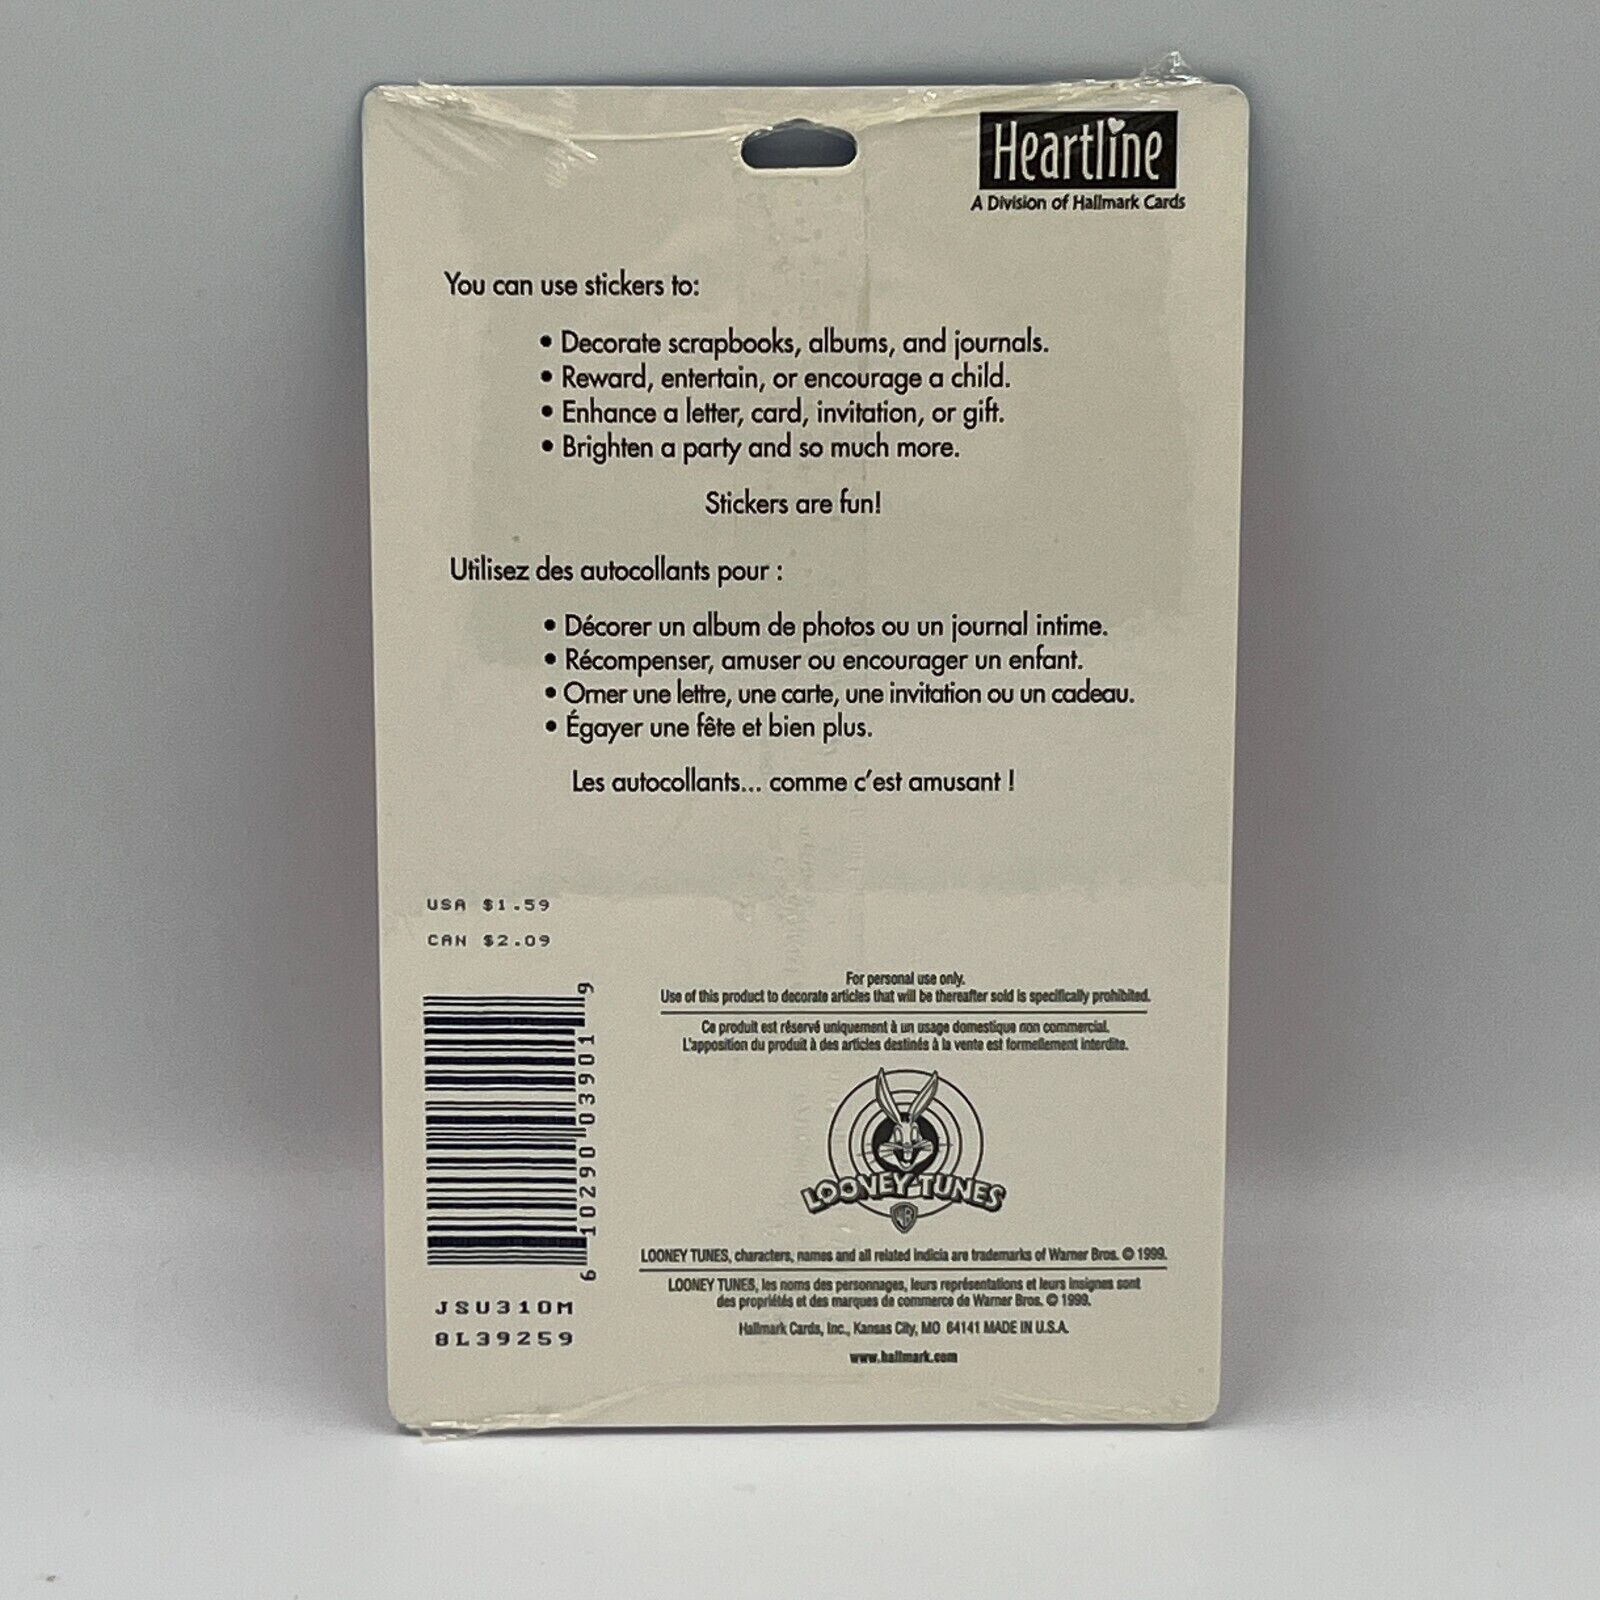 Heartline
A Division of Hallmark Cards
You can use stickers to:
• Decorate scrapbooks, albums, and journals.
• Reward, entertain, or encourage a child.
• Enhance a letter, card, invitation, or gift.
• Brighten a party and so much more.
Stickers are fun!
Utilisez des autocollants pour :
• Décorer un album de photos ou un journal intime.
• Récompenser, amuser ou encourager un enfant.
• Orner une lettre, une carte, une invitation ou un cadeau.
• Égayer une fête et bien plus.
Les autocollants... comme c'est amusant !
USA $1.59
CAN $2.09
6 10290 03901 9
JSU310M
8L39259
For personal use only.
Use of this product to decorate articles that will be thereafter sold is specifically prohibited.
Ce produit est réservé uniquement à un usage domestique non commercial.
L'apposition du produit à des articles destinés à la vente est formellement interdite.
LOONEY TUNES
WB
LOONEY TUNES, characters, names and all related indicia are trademarks of Warner Bros. © 1999.
LOONEY TUNES, les noms des personnages, leurs représentations et leurs insignes sont
des propriétés et des marques de commerce de Warner Bros. © 1999.
Hallmark Cards, Inc., Kansas City, MO 64141 MADE IN U.S.A.
www.hallmark.com